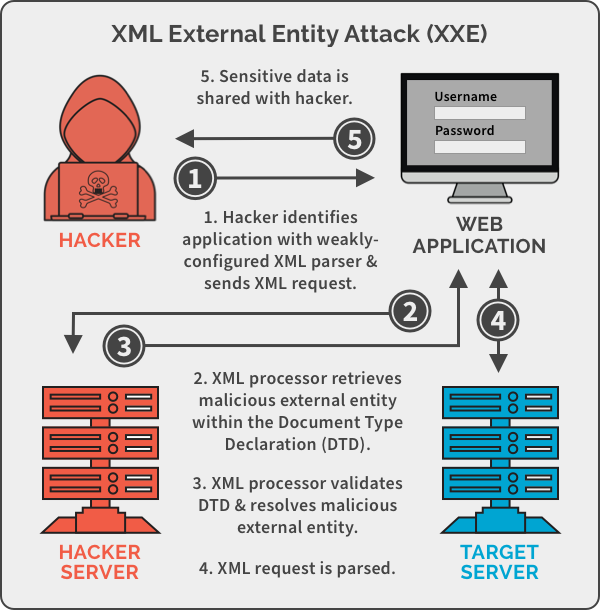 XML External Entity Attack (XXE)
5. Sensitive data is
shared with hacker.
Username
Password
5
1
HACKER
1. Hacker identifies
application with weakly-
configured XML parser &
sends XML request.
WEB
APPLICATION
2
3
4
2. XML processor retrieves
malicious external entity
within the Document Type
Declaration (DTD).
3. XML processor validates
DTD & resolves malicious
external entity.
4. XML request is parsed.
HACKER
SERVER
TARGET
SERVER